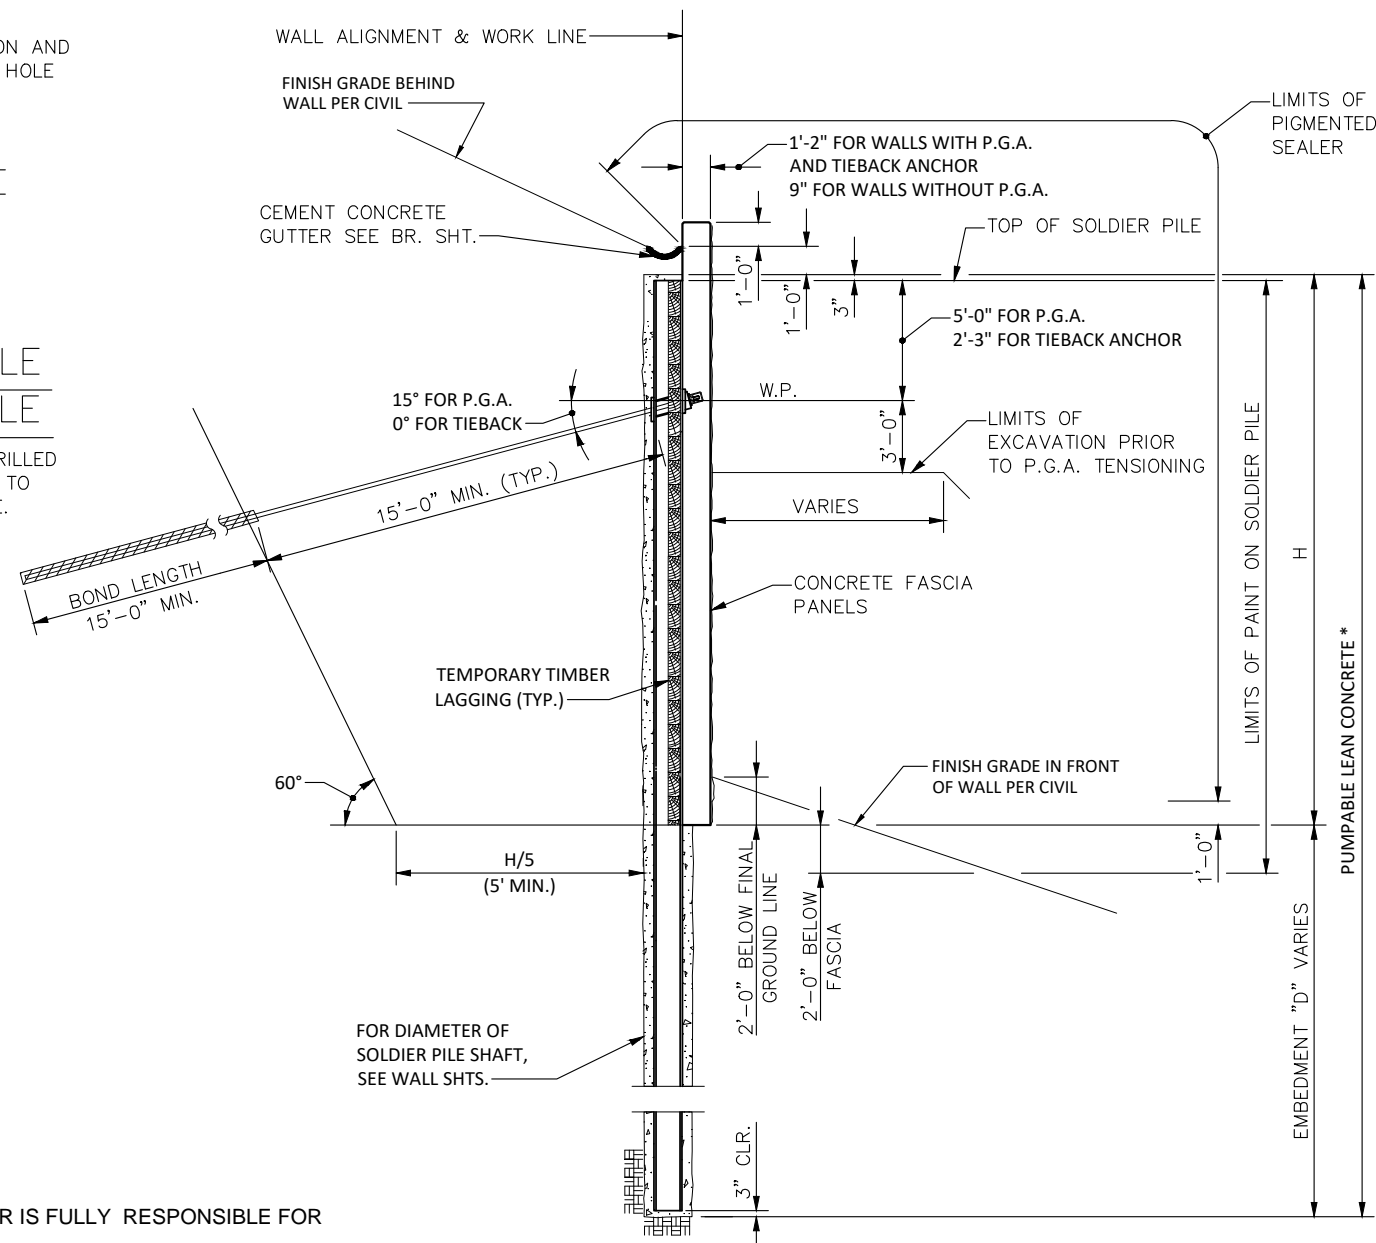 ON AND
HOLE
E
LE
LE
RILLED
TO
E.
WALL ALIGNMENT & WORK LINE
FINISH GRADE BEHIND
WALL PER CIVIL
LIMITS OF
PIGMENTED
SEALER
1'-2" FOR WALLS WITH P.G.A.
AND TIEBACK ANCHOR
9" FOR WALLS WITHOUT P.G.A.
CEMENT CONCRETE
GUTTER SEE BR. SHT.
TOP OF SOLDIER PILE
1'-0"
1'-0"
3"
5'-0" FOR P.G.A.
2'-3" FOR TIEBACK ANCHOR
15° FOR P.G.A.
0° FOR TIEBACK
W.P.
3'-0"
LIMITS OF
EXCAVATION PRIOR
TO P.G.A. TENSIONING
15'-0" MIN. (TYP.)
VARIES
BOND LENGTH
15'-0" MIN.
CONCRETE FASCIA
PANELS
LIMITS OF PAINT ON SOLDIER PILE
H
PUMPABLE LEAN CONCRETE *
TEMPORARY TIMBER
LAGGING (TYP.)
60°
FINISH GRADE IN FRONT
OF WALL PER CIVIL
H/5
(5' MIN.)
2'-0" BELOW FINAL
GROUND LINE
2'-0" BELOW
FASCIA
1'-0"
EMBEDMENT "D" VARIES
FOR DIAMETER OF
SOLDIER PILE SHAFT,
SEE WALL SHTS.
3" CLR.
R IS FULLY RESPONSIBLE FOR